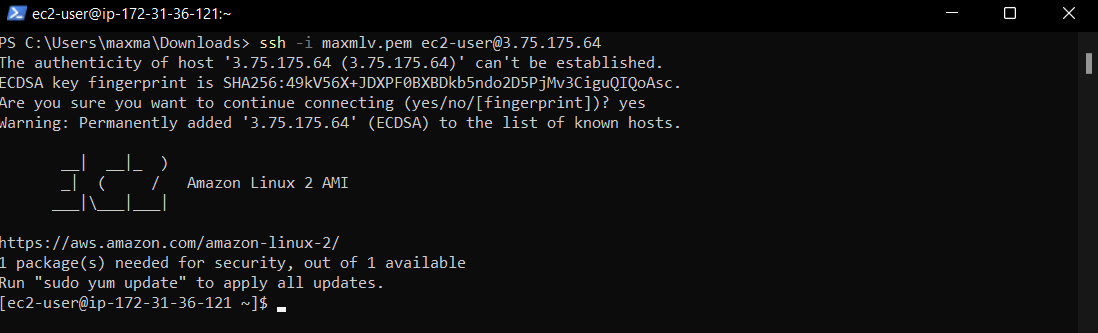 ec2-user@ip-172-31-36-121:~
PS C:\Users\maxma\Downloads> ssh -i maxmlv.pem ec2-user@3.75.175.64
The authenticity of host '3.75.175.64 (3.75.175.64)' can't be established.
ECDSA key fingerprint is SHA256:49kV56X+JDXPF0BXBDkb5ndo2D5PjMv3CiguQIQoAsc.
Are you sure you want to continue connecting (yes/no/[fingerprint])? yes
Warning: Permanently added '3.75.175.64' (ECDSA) to the list of known hosts.
       __|  __|_  )
       _|  (     /   Amazon Linux 2 AMI
      ___|\___|___|
https://aws.amazon.com/amazon-linux-2/
1 package(s) needed for security, out of 1 available
Run "sudo yum update" to apply all updates.
[ec2-user@ip-172-31-36-121 ~]$